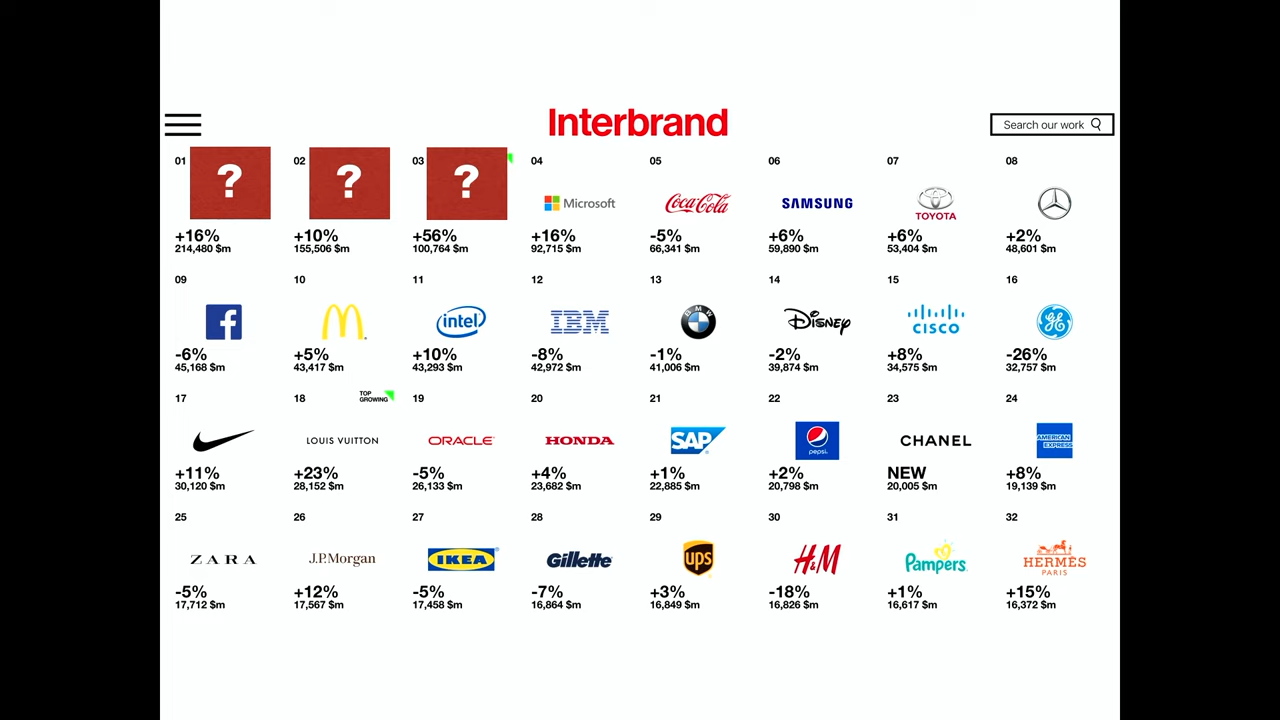 Interbrand
Search our work
01 ? 02 ? 03 ? 04 05 06 07 08
Microsoft Coca-Cola SAMSUNG TOYOTA
+16% +10% +56% +16% -5% +6% +6% +2%
214,480 $m 155,506 $m 100,764 $m 92,715 $m 66,341 $m 59,890 $m 53,404 $m 48,601 $m
09 10 11 12 13 14 15 16
f M intel IBM BMW Disney CISCO GE
-6% +5% +10% -8% -1% -2% +8% -26%
45,168 $m 43,417 $m 43,293 $m 42,972 $m 41,006 $m 39,874 $m 34,575 $m 32,757 $m
17 18 TOP GROWING 19 20 21 22 23 24
LOUIS VUITTON ORACLE HONDA SAP pepsi CHANEL AMERICAN EXPRESS
+11% +23% -5% +4% +1% +2% NEW +8%
30,120 $m 28,152 $m 26,133 $m 23,682 $m 22,885 $m 20,798 $m 20,005 $m 19,139 $m
25 26 27 28 29 30 31 32
ZARA J.P.Morgan IKEA Gillette ups H&M Pampers HERMÈS PARIS
-5% +12% -5% -7% +3% -18% +1% +15%
17,712 $m 17,567 $m 17,458 $m 16,864 $m 16,849 $m 16,826 $m 16,617 $m 16,372 $m